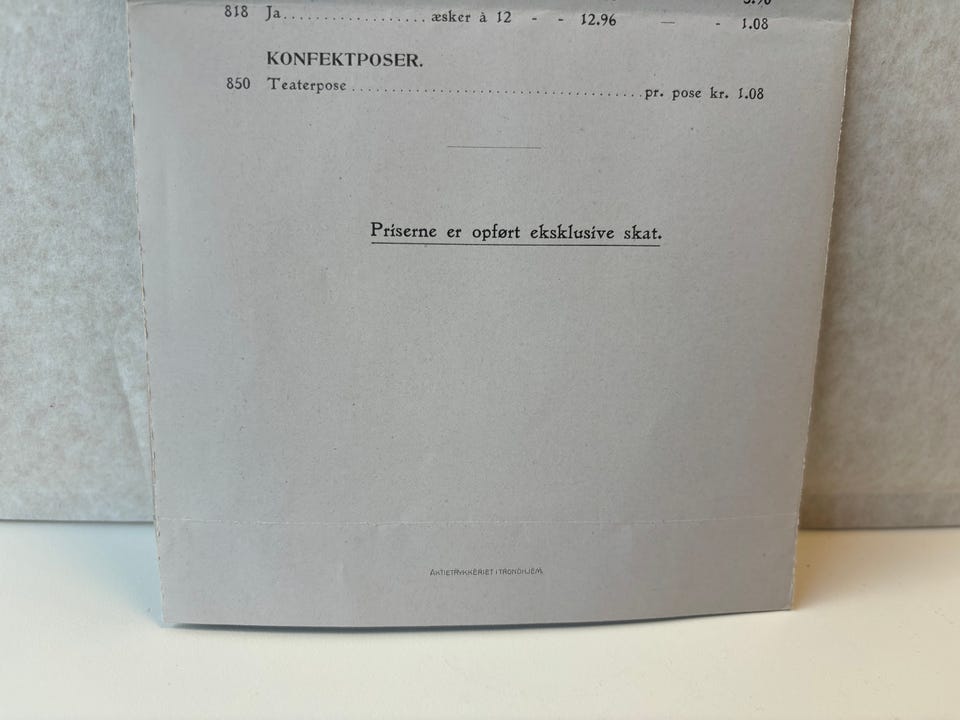 818 Ja.................. æsker à 12 - - 12.96 — - 1.08
KONFEKTPOSER.
850 Teaterpose .....................................pr. pose kr. 1.08
Priserne er opført eksklusive skat.
AKTIETRYKKERIET I TRONDHJEM.